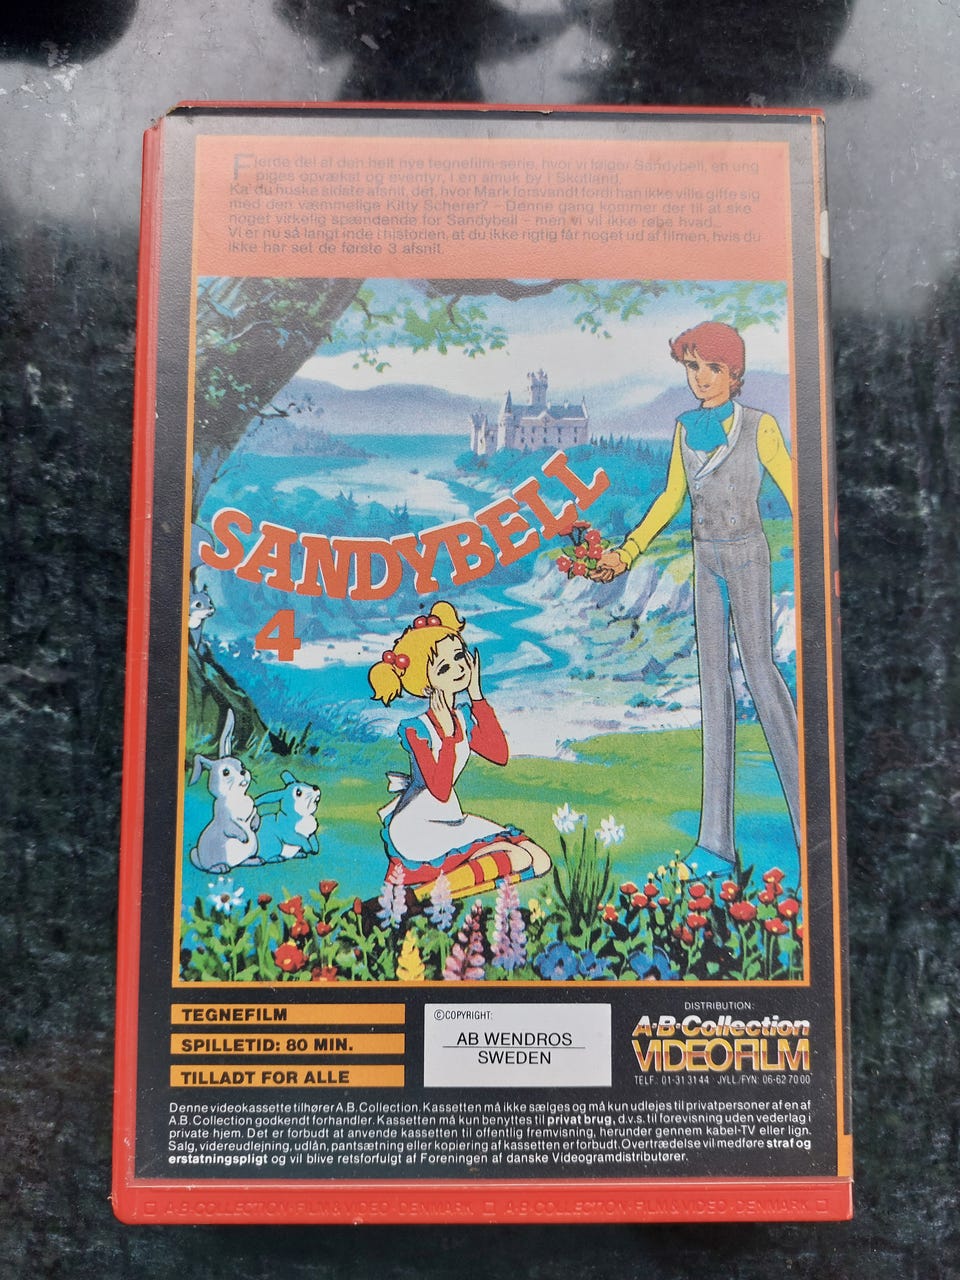 Fjerde del af den helt nye tegnefilm-serie, hvor vi følger Sandybell, en ung
piges opvækst og eventyr, i en smuk by i Skotland.
Ka' du huske sidste afsnit, det, hvor Mark forsvandt fordi han ikke ville gifte sig
med den væmmelige Kitty Scherer? – Denne gang kommer der til at ske
noget virkelig spændende for Sandybell – men vi vil ikke røbe hvad..
Vi er nu så langt inde i historien, at du ikke rigtig får noget ud af filmen, hvis du
ikke har set de første 3 afsnit.
SANDYBELL
4
TEGNEFILM
SPILLETID: 80 MIN.
TILLADT FOR ALLE
©COPYRIGHT:
AB WENDROS
SWEDEN
DISTRIBUTION:
A·B·Collection
VIDEOFILM
TELF.: 01-31 31 44 JYLL./FYN: 06-62 70 00
Denne videokassette tilhører A.B. Collection. Kassetten må ikke sælges og må kun udlejes til privatpersoner af en af
A.B. Collection godkendt forhandler. Kassetten må kun benyttes til privat brug, d.v.s. til forevisning uden vederlag i
private hjem. Det er forbudt at anvende kassetten til offentlig fremvisning, herunder gennem kabel-TV eller lign.
Salg, videreudlejning, udlån, pantsætning eller kopiering af kassetten er forbudt. Overtrædelse vil medføre straf og
erstatningspligt og vil blive retsforfulgt af Foreningen af danske Videogramdistributører.
A·B·COLLECTION·FILM&VIDEO·DENMARK A·B·COLLECTION·FILM&VIDEO·DENMARK